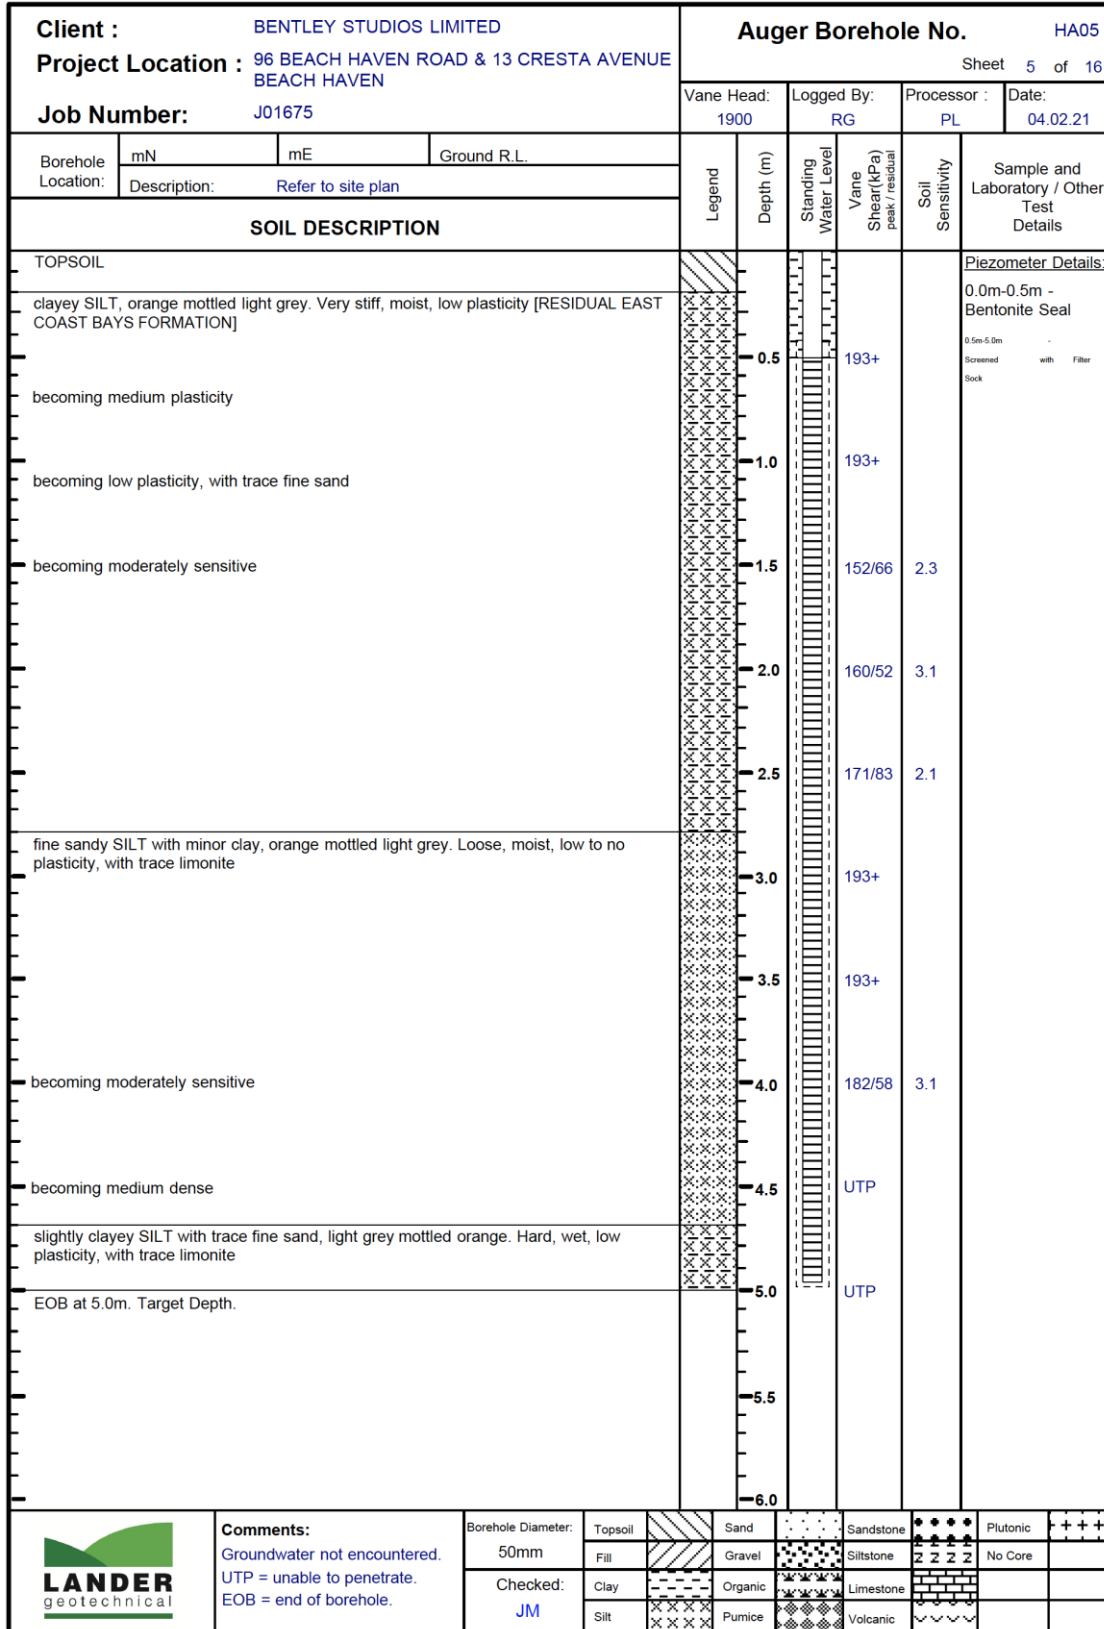 Client : BENTLEY STUDIOS LIMITED
Project Location : 96 BEACH HAVEN ROAD & 13 CRESTA AVENUE
BEACH HAVEN
Job Number: J01675
Auger Borehole No. HA05
Sheet 5 of 16
Vane Head: Logged By: Processor : Date:
1900 RG PL 04.02.21
Borehole
Location:
mN mE Ground R.L.
Description: Refer to site plan
SOIL DESCRIPTION
Legend
Depth (m)
Standing
Water Level
Vane
Shear(kPa)
peak / residual
Soil
Sensitivity
Sample and
Laboratory / Other
Test
Details
TOPSOIL
clayey SILT, orange mottled light grey. Very stiff, moist, low plasticity [RESIDUAL EAST
COAST BAYS FORMATION]
Piezometer Details:
0.0m-0.5m -
Bentonite Seal
0.5m-5.0m -
Screened with Filter
Sock
0.5 193+
becoming medium plasticity
1.0 193+
becoming low plasticity, with trace fine sand
becoming moderately sensitive 1.5 152/66 2.3
2.0 160/52 3.1
2.5 171/83 2.1
fine sandy SILT with minor clay, orange mottled light grey. Loose, moist, low to no
plasticity, with trace limonite
3.0 193+
3.5 193+
becoming moderately sensitive 4.0 182/58 3.1
becoming medium dense 4.5 UTP
slightly clayey SILT with trace fine sand, light grey mottled orange. Hard, wet, low
plasticity, with trace limonite
5.0 UTP
EOB at 5.0m. Target Depth.
5.5
6.0
LANDER
geotechnical
Comments:
Groundwater not encountered.
UTP = unable to penetrate.
EOB = end of borehole.
Borehole Diameter:
50mm
Checked:
JM
Topsoil Sand Sandstone Plutonic
Fill Gravel Siltstone No Core
Clay Organic Limestone
Silt Pumice Volcanic